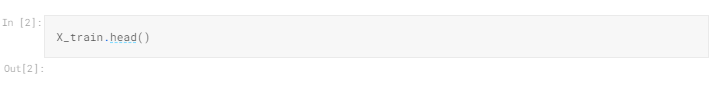 In [2]:
X_train.head()
Out[2]: